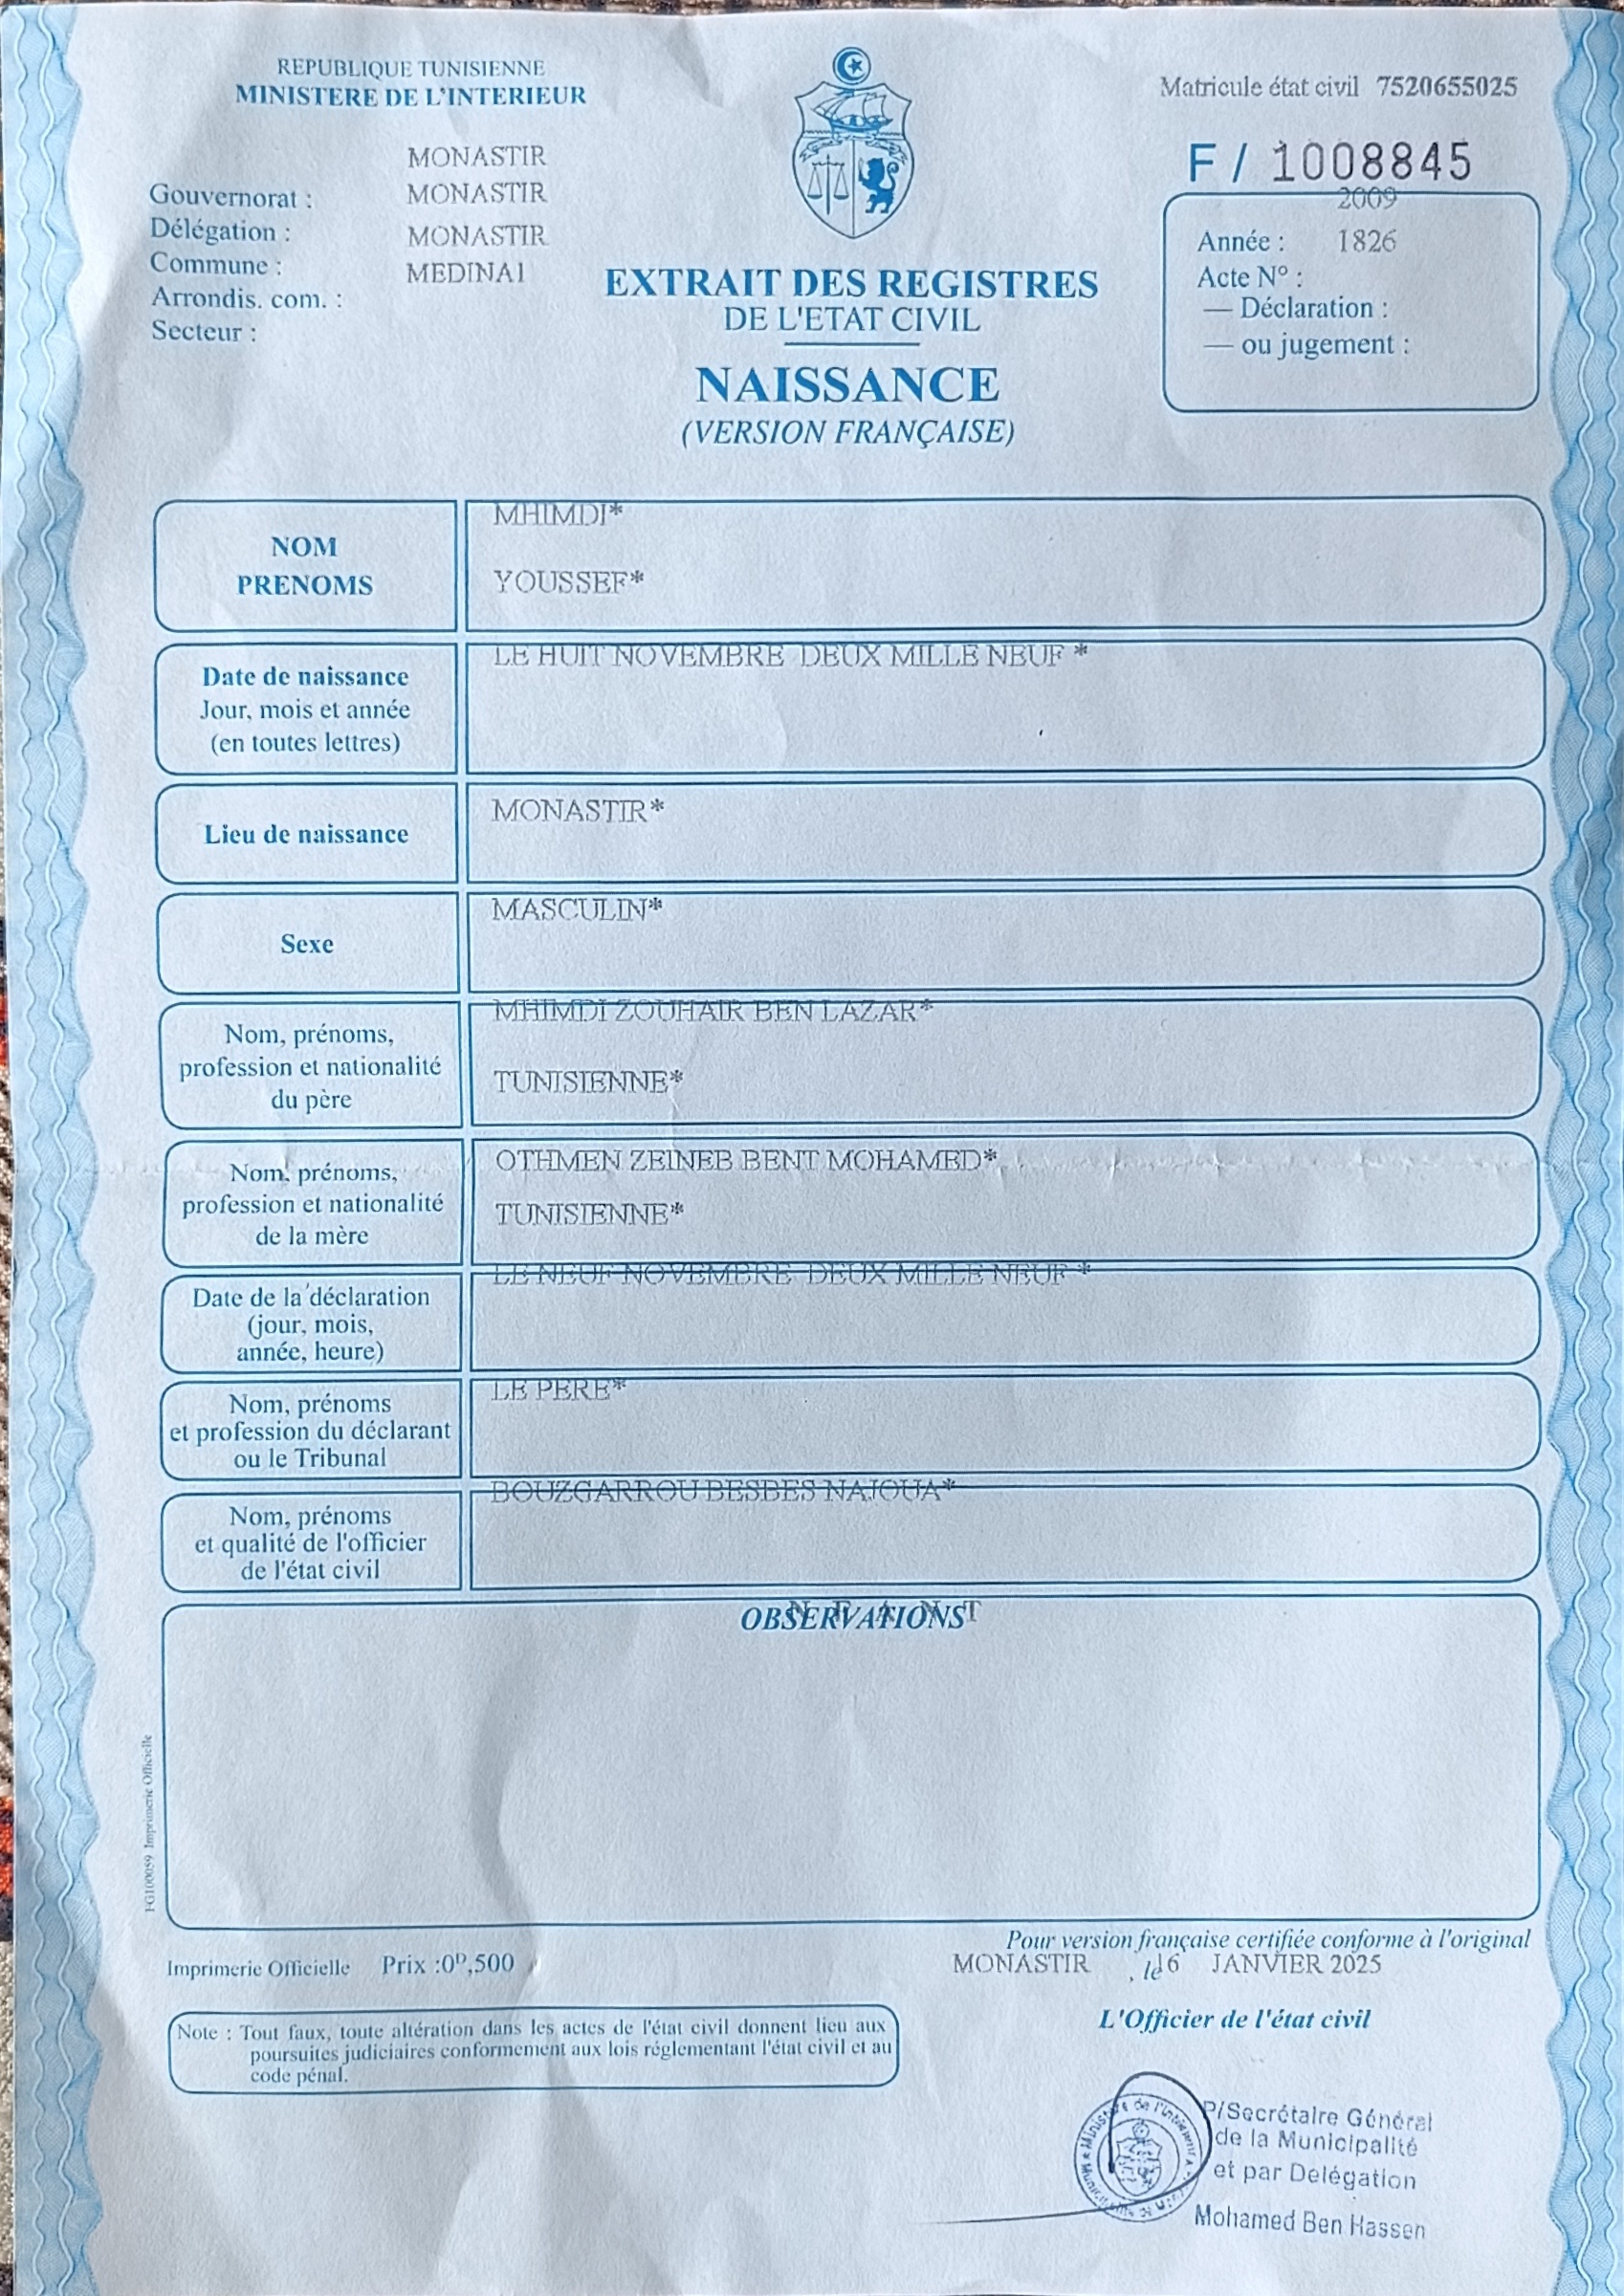 REPUBLIQUE TUNISIENNE
MINISTERE DE L'INTERIEUR
Matricule état civil 7520655025
F / 1008845
MONASTIR
Gouvernorat : MONASTIR
Délégation : MONASTIR
Commune : MEDINA1
Arrondis. com. :
Secteur :
2009
Année : 1826
Acte N° :
— Déclaration :
— ou jugement :
EXTRAIT DES REGISTRES
DE L'ETAT CIVIL
NAISSANCE
(VERSION FRANÇAISE)
NOM
PRENOMS
MHIMDI*
YOUSSEF*
Date de naissance
Jour, mois et année
(en toutes lettres)
LE HUIT NOVEMBRE DEUX MILLE NEUF *
Lieu de naissance
MONASTIR*
Sexe
MASCULIN*
Nom, prénoms,
profession et nationalité
du père
MHIMDI ZOUHAIR BEN LAZAR*
TUNISIENNE*
Nom, prénoms,
profession et nationalité
de la mère
OTHMEN ZEINEB BENT MOHAMED*
TUNISIENNE*
Date de la déclaration
(jour, mois,
année, heure)
LE NEUF NOVEMBRE DEUX MILLE NEUF *
Nom, prénoms
et profession du déclarant
ou le Tribunal
LE PERE*
Nom, prénoms
et qualité de l'officier
de l'état civil
BOUZGARROU BESBES NAJOUA*
OBSERVATIONS
N E A N T
Imprimerie Officielle
Pour version française certifiée conforme à l'original
Imprimerie Officielle Prix :0ᴰ,500
MONASTIR , le 16 JANVIER 2025
L'Officier de l'état civil
Note : Tout faux, toute altération dans les actes de l'état civil donnent lieu aux
poursuites judiciaires conformement aux lois réglementant l'état civil et au
code pénal.
P/Secrétaire Général
de la Municipalité
et par Delégation
Mohamed Ben Hassen